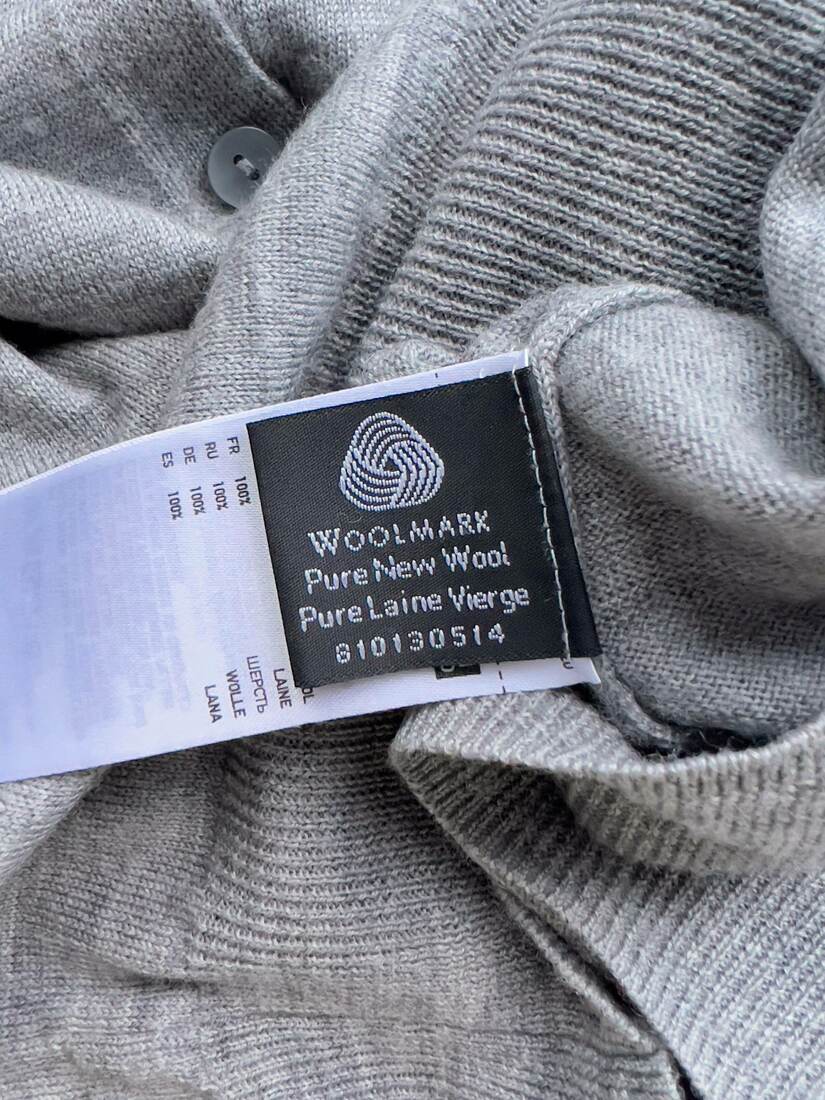 WOOLMARK
Pure New Wool
Pure Laine Vierge
810130514
FR 100% LAINE
RU 100% ШЕРСТЬ
DE 100% WOLLE
ES 100% LANA